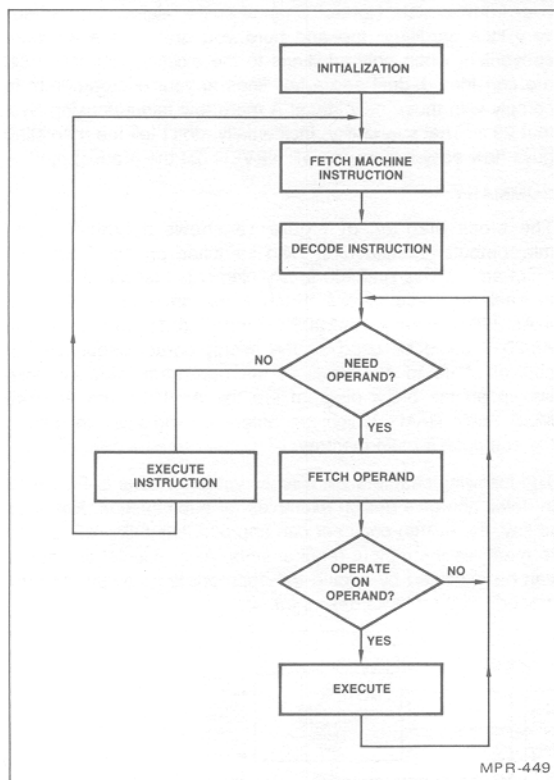 INITIALIZATION
FETCH MACHINE
INSTRUCTION
DECODE INSTRUCTION
NEED
OPERAND?
NO
YES
EXECUTE
INSTRUCTION
FETCH OPERAND
OPERATE
ON
OPERAND?
NO
YES
EXECUTE
MPR-449